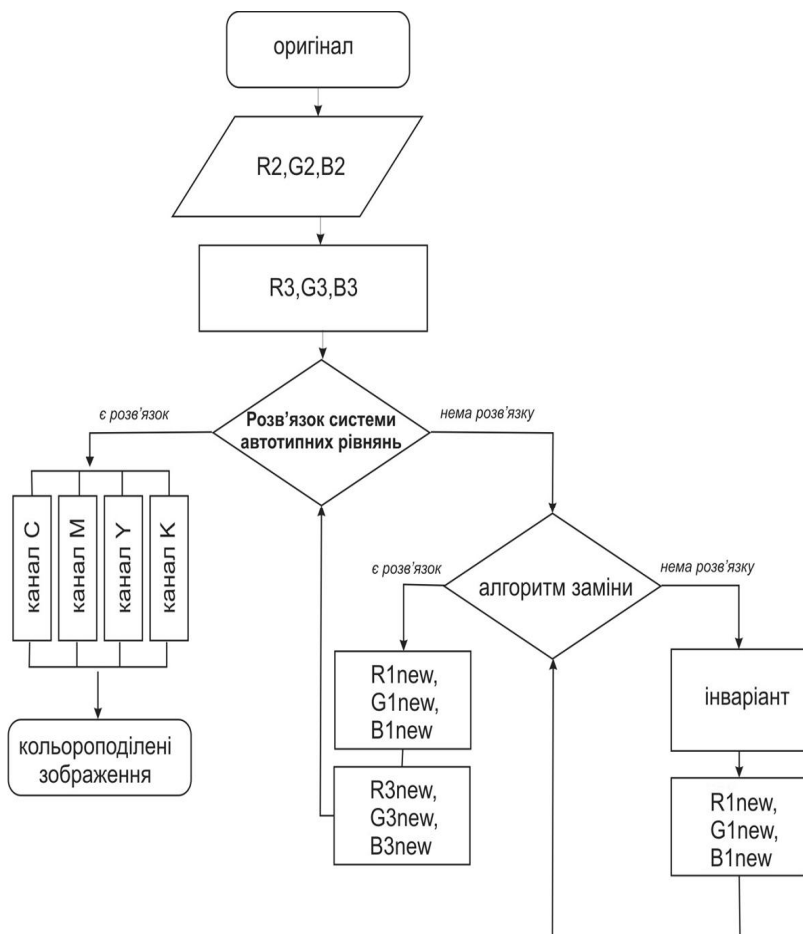 оригінал
R2,G2,B2
R3,G3,B3
є розв'язок
Розв'язок системи
автотипних рівнянь
нема розв'язку
канал C
канал M
канал Y
канал K
кольороподілені
зображення
є розв'язок
алгоритм заміни
нема розв'язку
R1new,
G1new,
B1new
R3new,
G3new,
B3new
інваріант
R1new,
G1new,
B1new